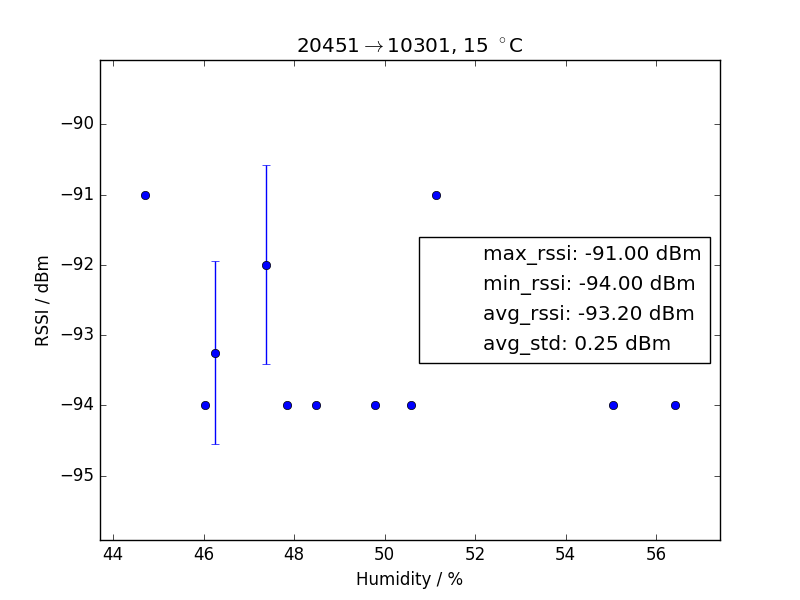 20451→10301, 15 °C
−90
−91
−92
−93
−94
−95
RSSI / dBm
max_rssi: -91.00 dBm
min_rssi: -94.00 dBm
avg_rssi: -93.20 dBm
avg_std: 0.25 dBm
44 46 48 50 52 54 56
Humidity / %